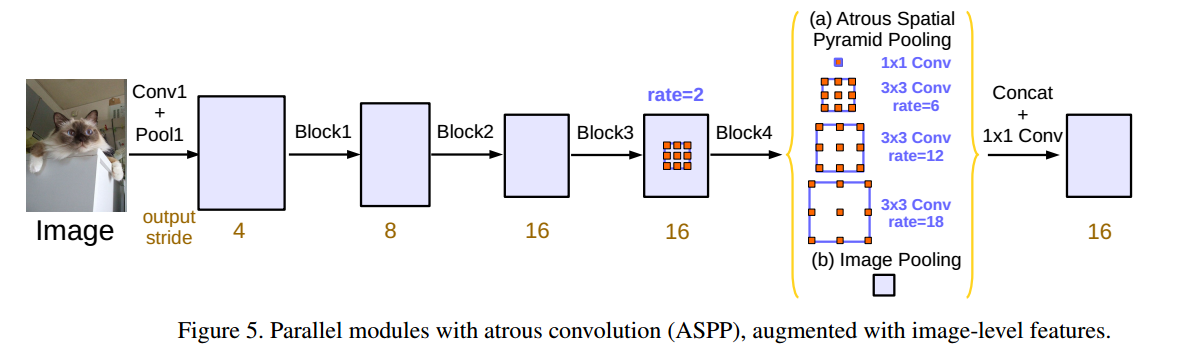 (a) Atrous Spatial
Pyramid Pooling
1x1 Conv
3x3 Conv
rate=6
3x3 Conv
rate=12
3x3 Conv
rate=18
(b) Image Pooling
Conv1
+
Pool1
Block1
Block2
Block3
rate=2
Block4
Concat
+
1x1 Conv
Image
output
stride
4
8
16
16
16
Figure 5. Parallel modules with atrous convolution (ASPP), augmented with image-level features.